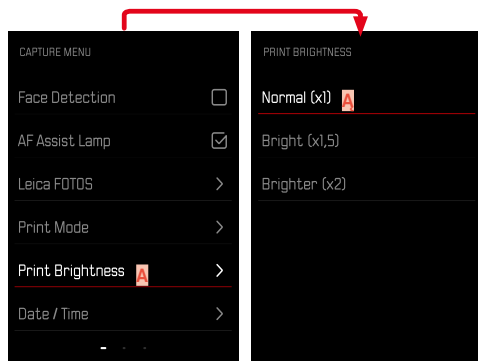 CAPTURE MENU
Face Detection
AF Assist Lamp
Leica FOTOS
Print Mode
Print Brightness A
Date / Time
PRINT BRIGHTNESS
Normal (x1) A
Bright (x1,5)
Brighter (x2)